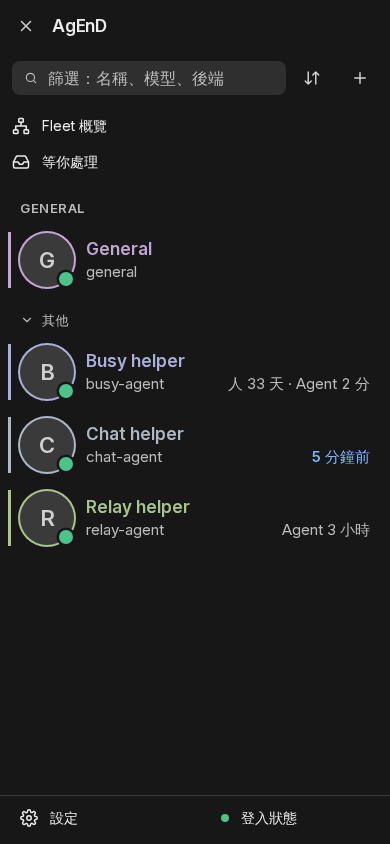 AgEnD
篩選：名稱、模型、後端
Fleet 概覽
等你處理
GENERAL
G
General
general
其他
B
Busy helper
busy-agent
人 33 天 · Agent 2 分
C
Chat helper
chat-agent
5 分鐘前
R
Relay helper
relay-agent
Agent 3 小時
設定
登入狀態